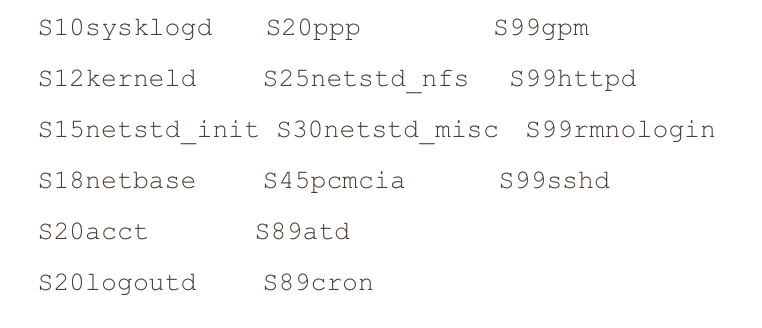 S10sysklogd S20ppp S99gpm
S12kerneld S25netstd_nfs S99httpd
S15netstd_init S30netstd_misc S99rmnologin
S18netbase S45pcmcia S99sshd
S20acct S89atd
S20logoutd S89cron